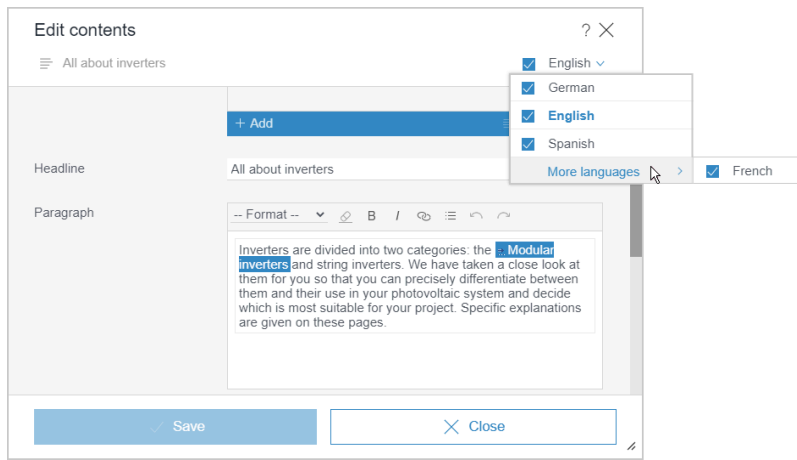 Edit contents
?
All about inverters
English
German
English
Spanish
More languages
French
+ Add
Headline
All about inverters
Paragraph
-- Format --
B I
Inverters are divided into two categories: the Modular
inverters and string inverters. We have taken a close look at
them for you so that you can precisely differentiate between
them and their use in your photovoltaic system and decide
which is most suitable for your project. Specific explanations
are given on these pages.
Save
Close